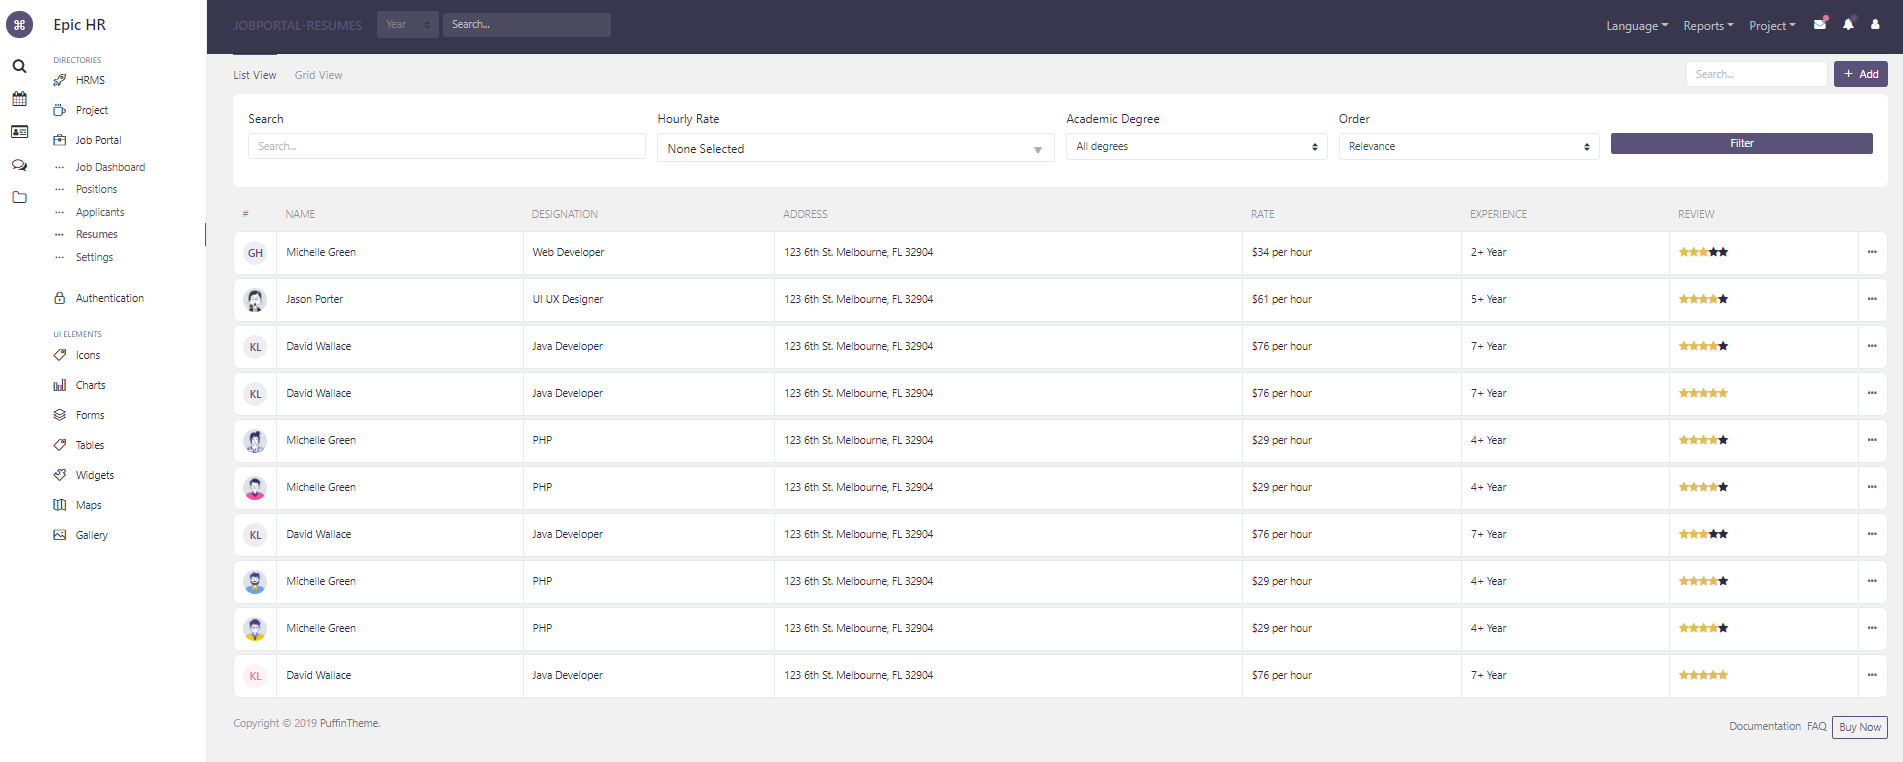 Epic HR
DIRECTORIES
HRMS
Project
Job Portal
Job Dashboard
Positions
Applicants
Resumes
Settings
Authentication
UI ELEMENTS
Icons
Charts
Forms
Tables
Widgets
Maps
Gallery
JOBPORTAL-RESUMES Year Search... Language Reports Project
List View Grid View Search... + Add
Search Hourly Rate Academic Degree Order
Search... None Selected All degrees Relevance Filter
# NAME DESIGNATION ADDRESS RATE EXPERIENCE REVIEW
GH Michelle Green Web Developer 123 6th St. Melbourne, FL 32904 $34 per hour 2+ Year
Jason Porter UI UX Designer 123 6th St. Melbourne, FL 32904 $61 per hour 5+ Year
KL David Wallace Java Developer 123 6th St. Melbourne, FL 32904 $76 per hour 7+ Year
KL David Wallace Java Developer 123 6th St. Melbourne, FL 32904 $76 per hour 7+ Year
Michelle Green PHP 123 6th St. Melbourne, FL 32904 $29 per hour 4+ Year
Michelle Green PHP 123 6th St. Melbourne, FL 32904 $29 per hour 4+ Year
KL David Wallace Java Developer 123 6th St. Melbourne, FL 32904 $76 per hour 7+ Year
Michelle Green PHP 123 6th St. Melbourne, FL 32904 $29 per hour 4+ Year
Michelle Green PHP 123 6th St. Melbourne, FL 32904 $29 per hour 4+ Year
KL David Wallace Java Developer 123 6th St. Melbourne, FL 32904 $76 per hour 7+ Year
Copyright © 2019 PuffinTheme. Documentation FAQ Buy Now